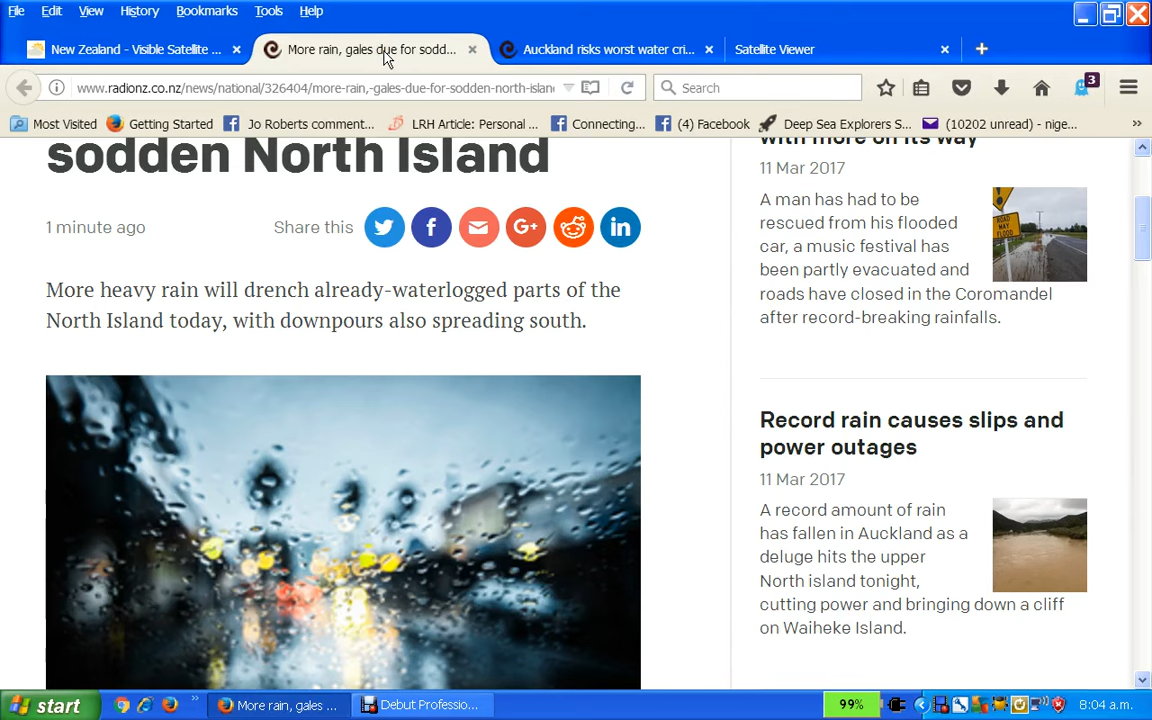 File Edit View History Bookmarks Tools Help
New Zealand - Visible Satellite ...
More rain, gales due for sodd...
Auckland risks worst water cri...
Satellite Viewer
www.radionz.co.nz/news/national/326404/more-rain,-gales-due-for-sodden-north-islan
Search
3
Most Visited Getting Started Jo Roberts comment... LRH Article: Personal ... Connecting... (4) Facebook Deep Sea Explorers S... (10202 unread) - nige...
sodden North Island
1 minute ago
Share this
More heavy rain will drench already-waterlogged parts of the
North Island today, with downpours also spreading south.
with more on its way
11 Mar 2017
A man has had to be
rescued from his flooded
car, a music festival has
been partly evacuated and
roads have closed in the Coromandel
after record-breaking rainfalls.
ROAD
MAY
FLOOD
Record rain causes slips and
power outages
11 Mar 2017
A record amount of rain
has fallen in Auckland as a
deluge hits the upper
North island tonight,
cutting power and bringing down a cliff
on Waiheke Island.
start
More rain, gales ...
Debut Professio...
99%
8:04 a.m.